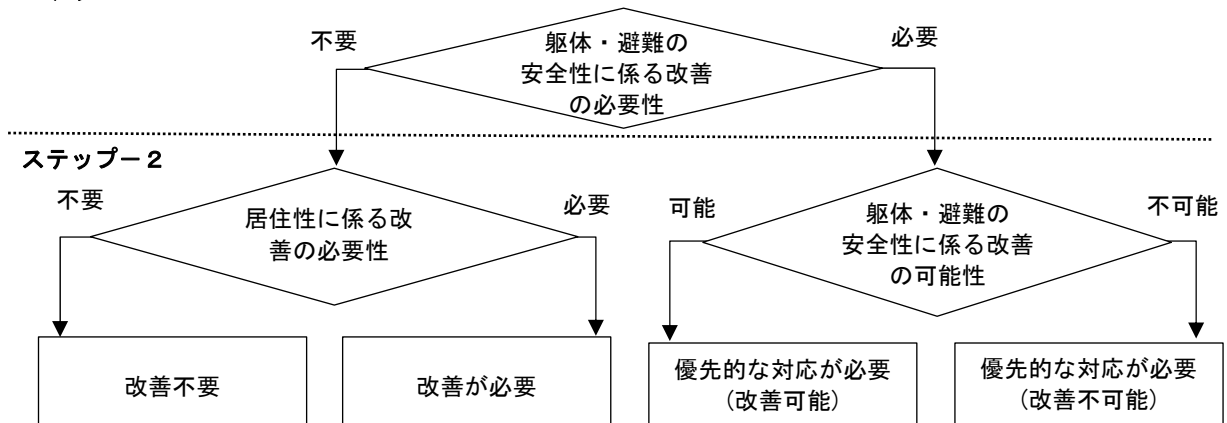 不要
必要
躯体・避難の
安全性に係る改善
の必要性
ステップー２
不要
必要
可能
不可能
居住性に係る改
善の必要性
躯体・避難の
安全性に係る改善
の可能性
改善不要
改善が必要
優先的な対応が必要
(改善可能)
優先的な対応が必要
(改善不可能)